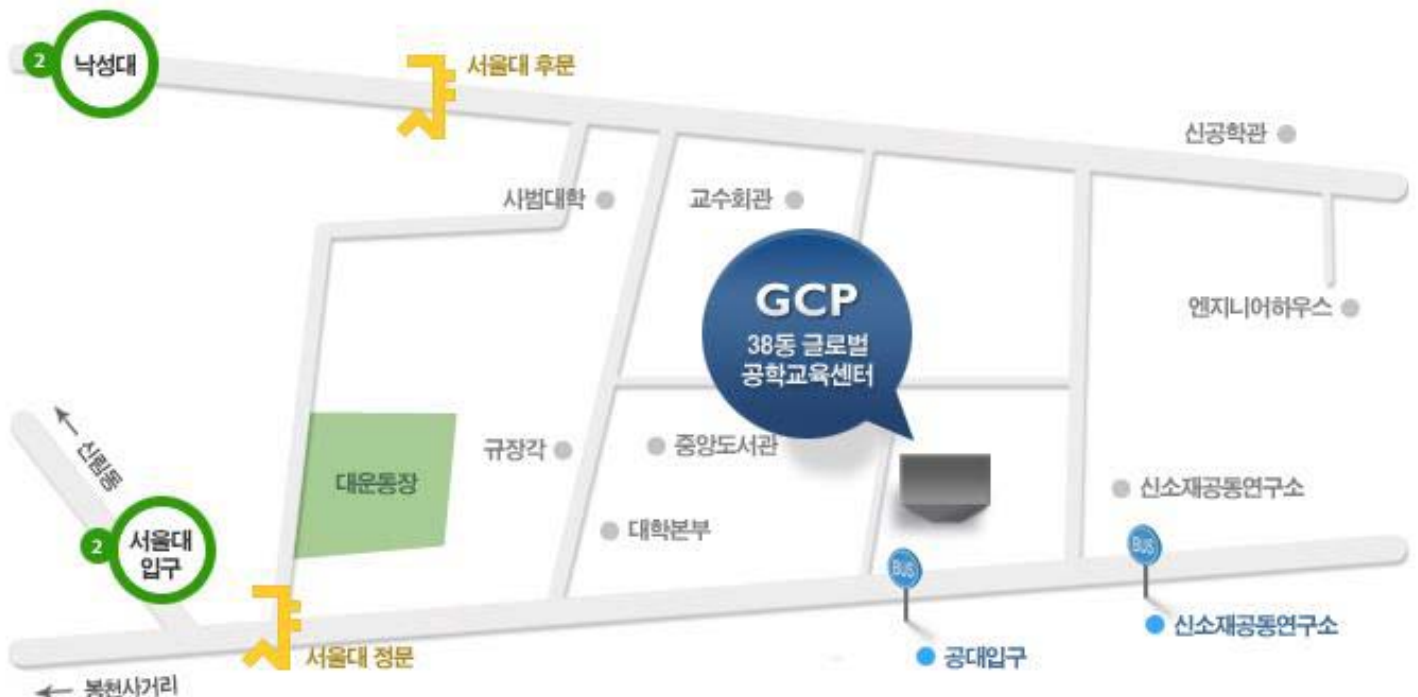 2 낙성대
서울대 후문
신공학관
사범대학
교수회관
GCP
38동 글로벌
공학교육센터
엔지니어하우스
신림동
규장각
중앙도서관
대운동장
신소재공동연구소
대학본부
2 서울대
입구
BUS
BUS
신소재공동연구소
서울대 정문
공대입구
봉천사거리